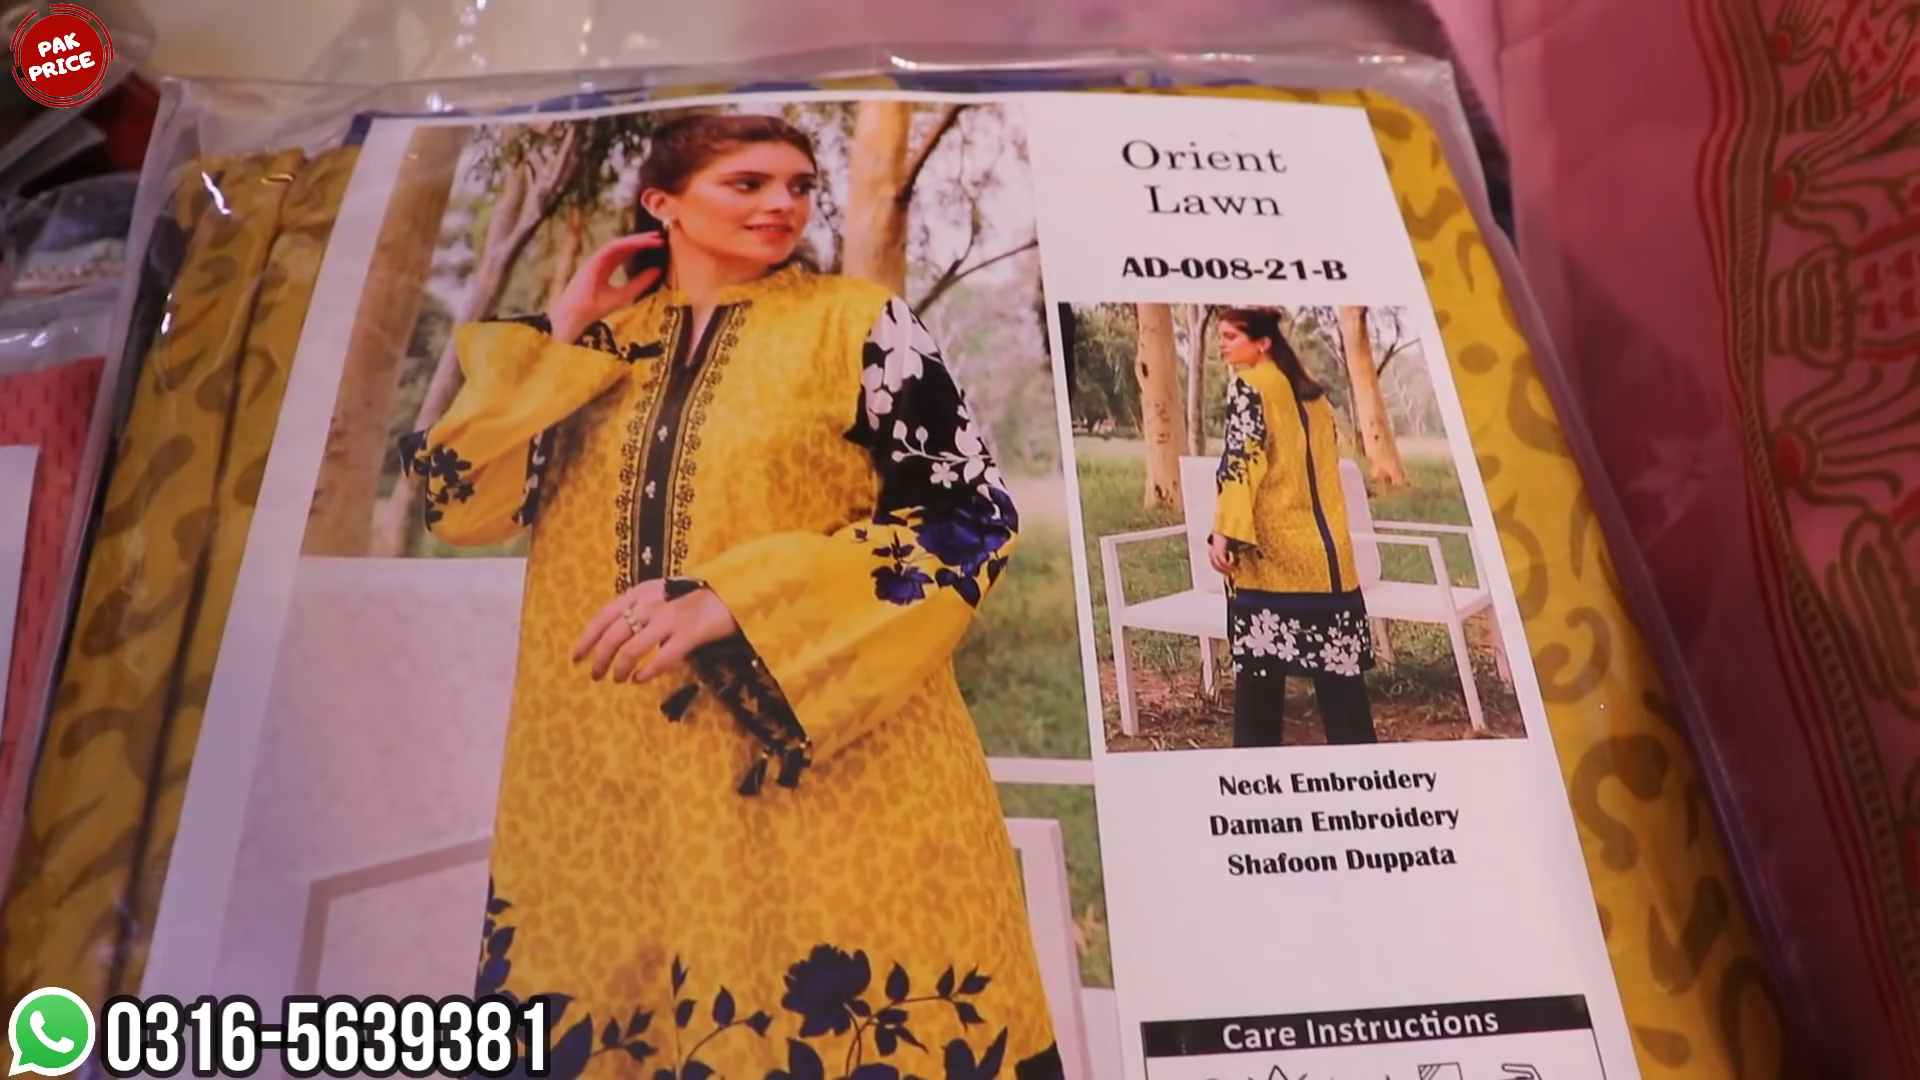 PAK
PRICE
Orient
Lawn
AD-008-21-B
Neck Embroidery
Daman Embroidery
Shafoon Duppata
Care Instructions
0316-5639381